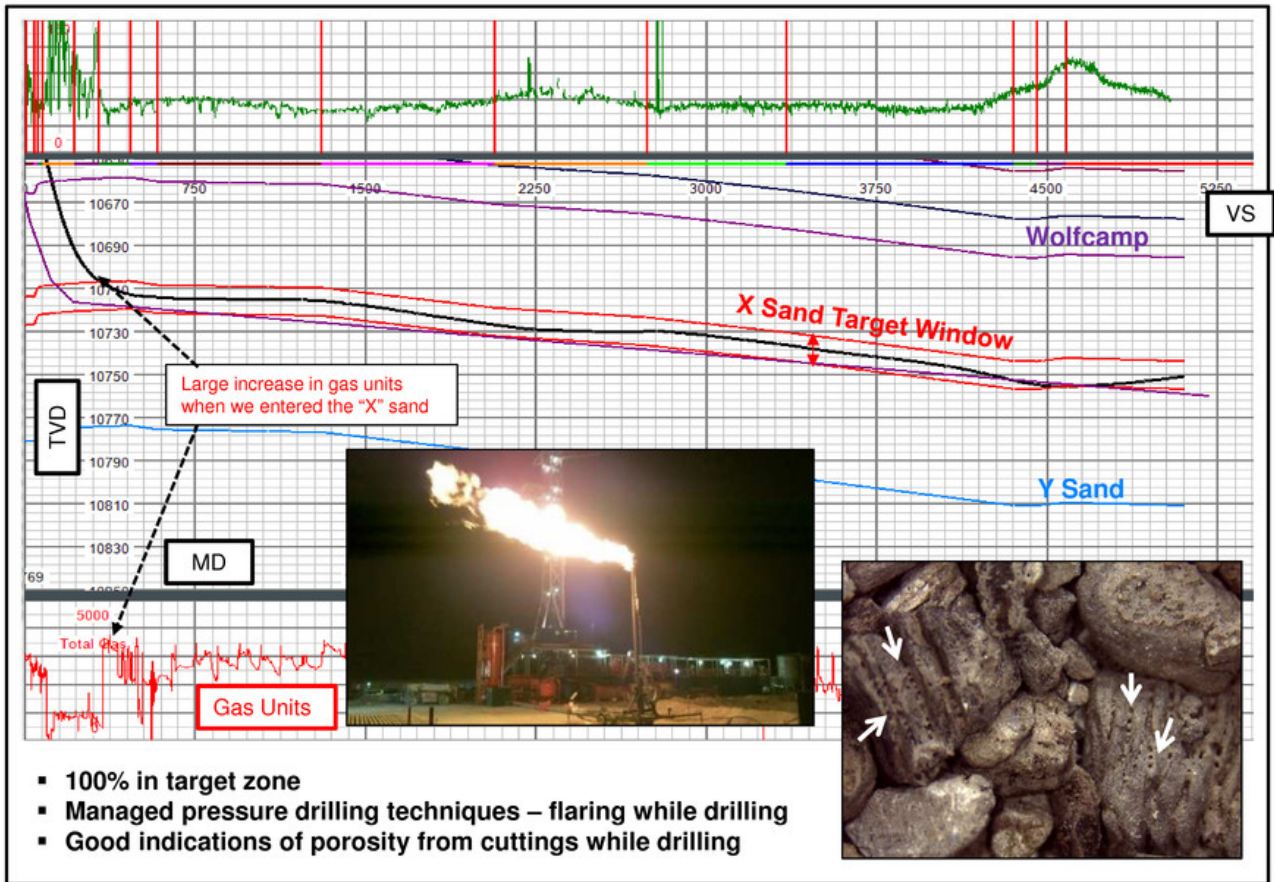 0
750
1500
2250
3000
3750
4500
5250
VS
10670
10690
Wolfcamp
10710
X Sand Target Window
10730
10750
Large increase in gas units
when we entered the “X” sand
TVD
10770
10790
Y Sand
10810
10830
MD
769
10850
5000
Total Gas
Gas Units
▪ 100% in target zone
▪ Managed pressure drilling techniques – flaring while drilling
▪ Good indications of porosity from cuttings while drilling